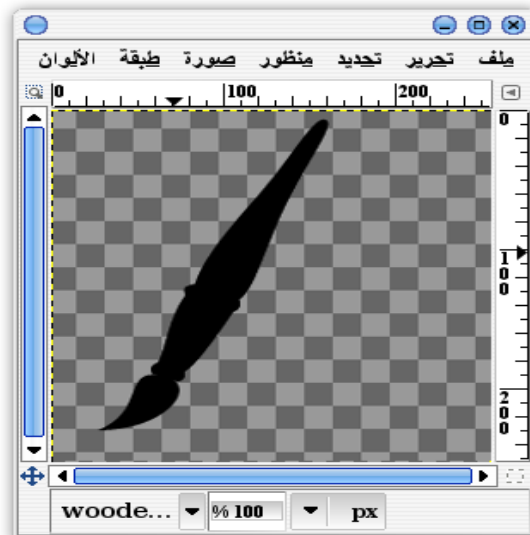 ملف تحرير تحديد منظور صورة طبقة الألوان
0 100 200
0
100
200
woode... % 100 px